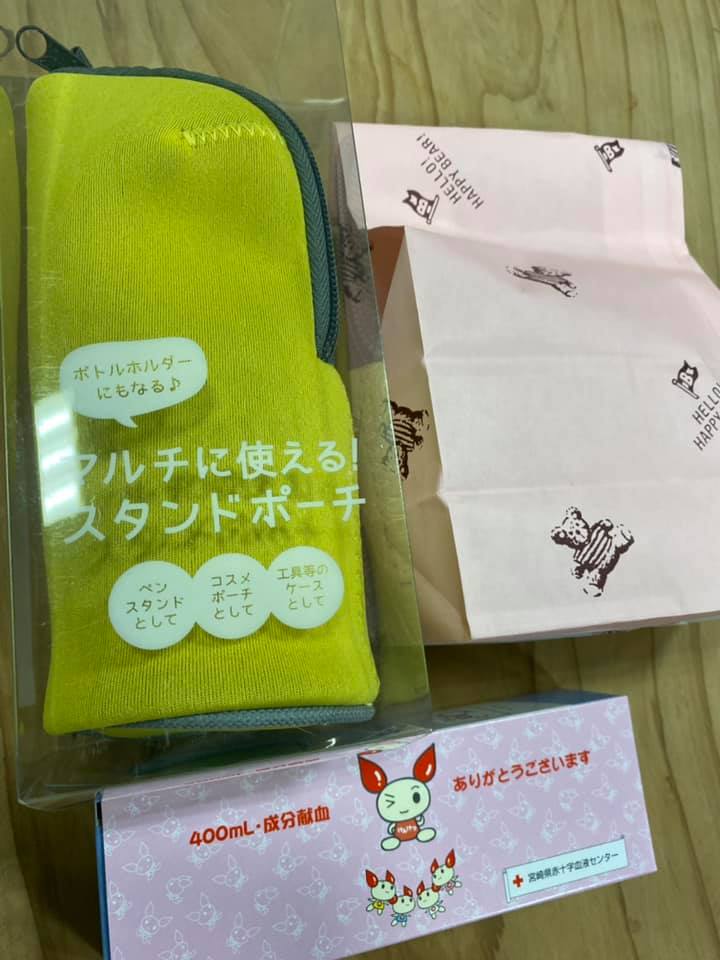 ボトルホルダー
にもなる♪
マルチに使える!
スタンドポーチ
ペン
スタンド
として
コスメ
ポーチ
として
工具等の
ケース
として
HELLO!
HAPPY BEAR!
HELLO
HAPPY
400mL・成分献血
ありがとうございます
宮崎県赤十字血液センター